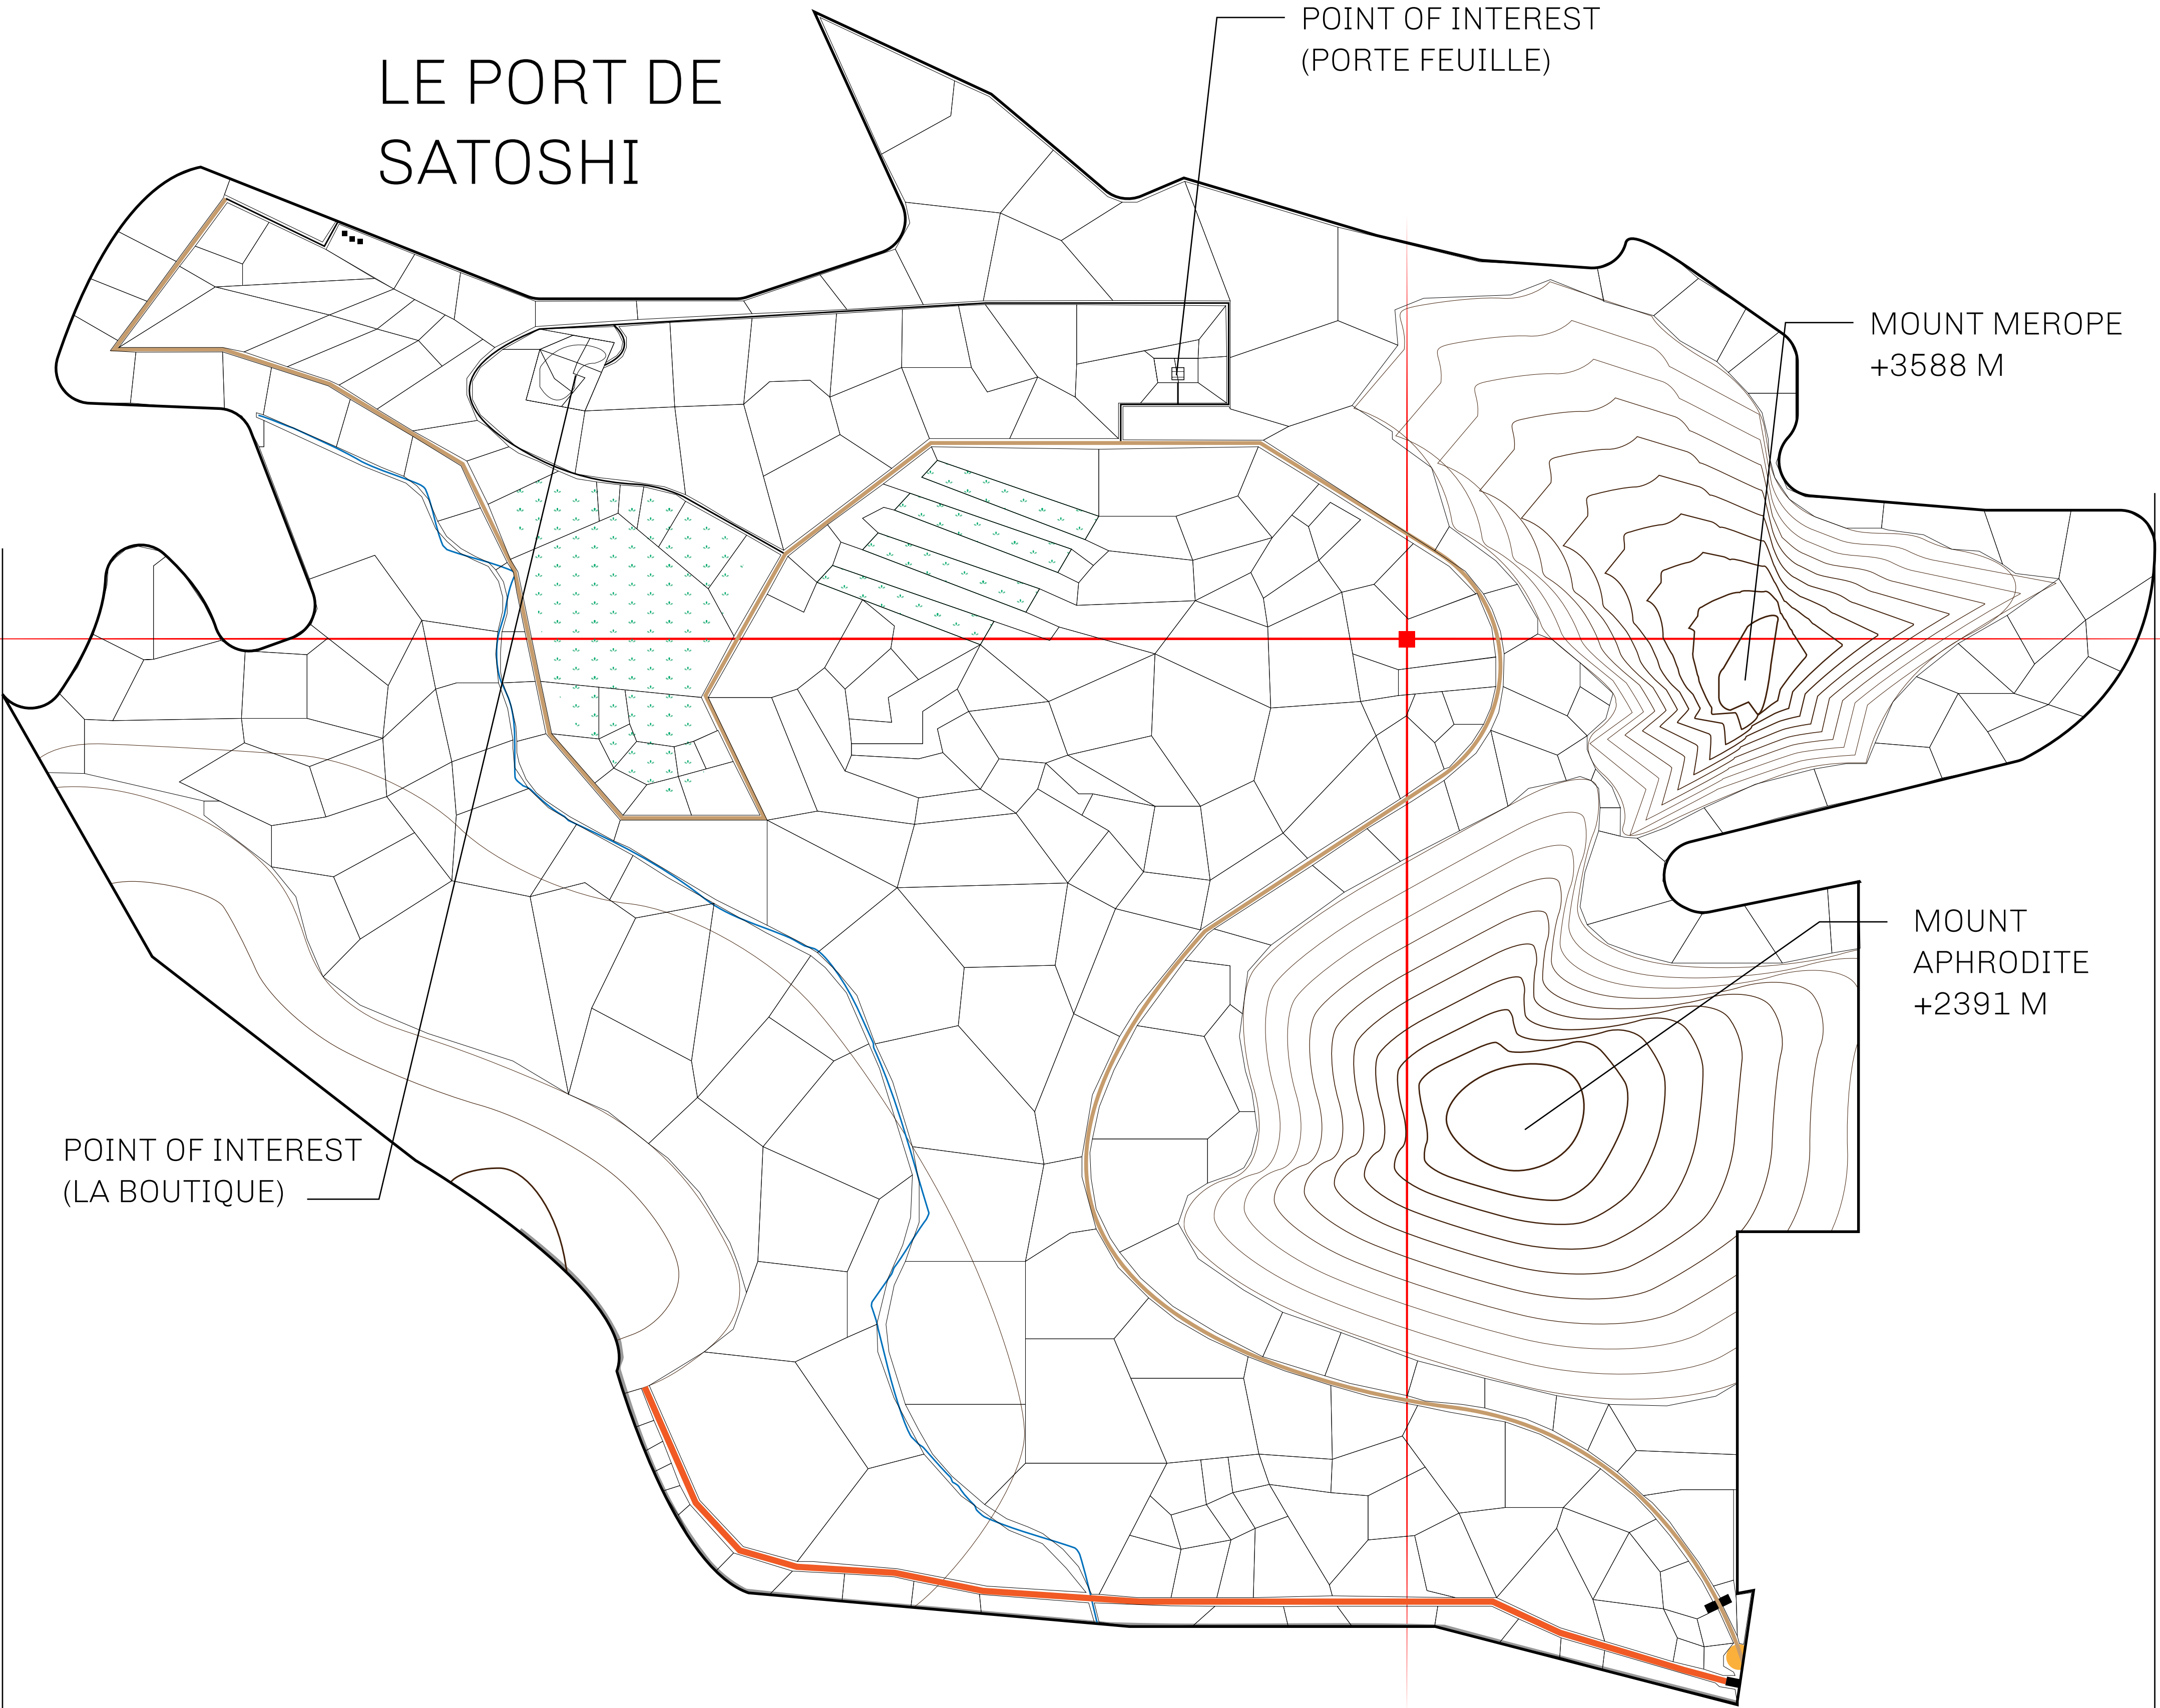 LE PORT DE
SATOSHI
POINT OF INTEREST
(PORTE FEUILLE)
MOUNT MEROPE
+3588 M
MOUNT
APHRODITE
+2391 M
POINT OF INTEREST
(LA BOUTIQUE)